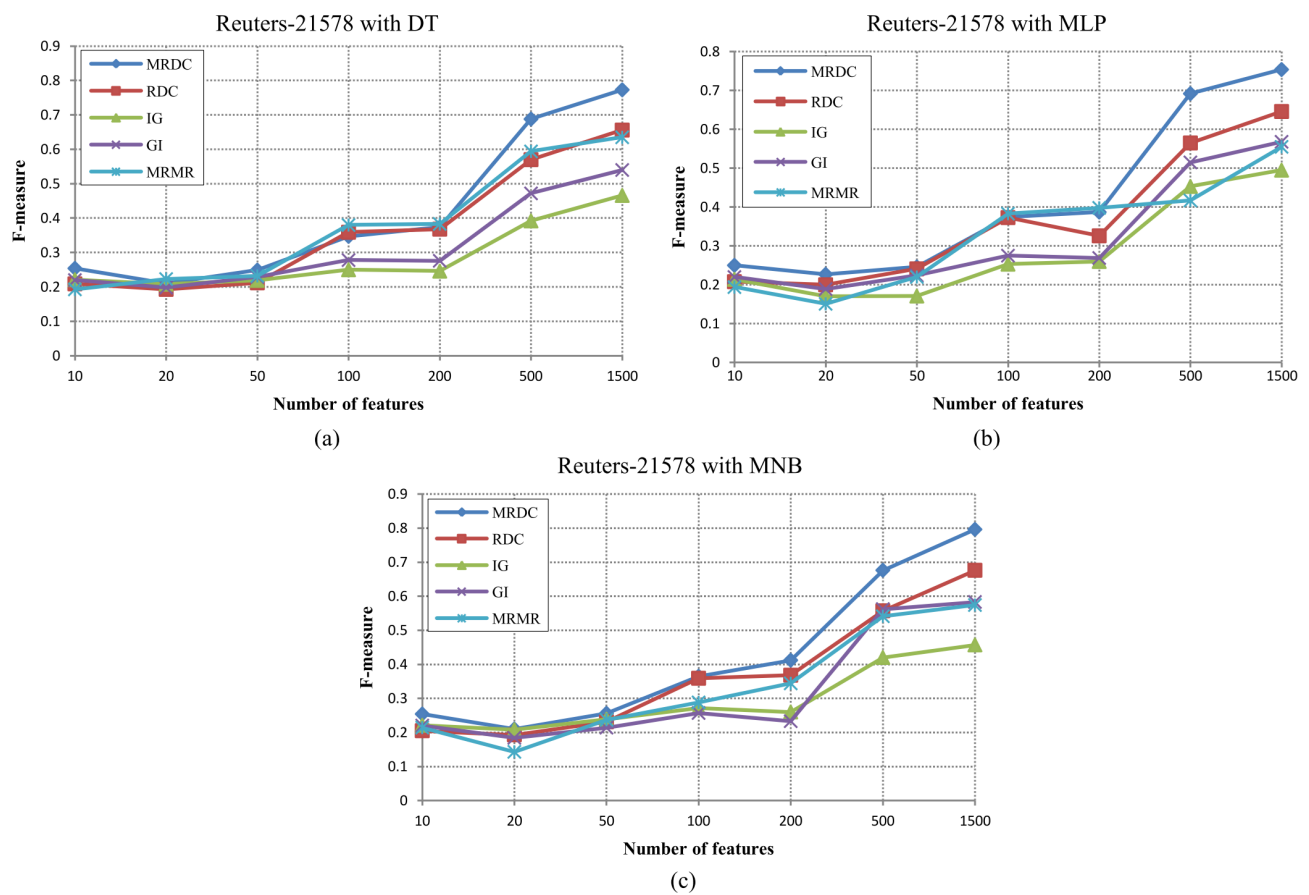 Reuters-21578 with DT
0.9
0.8
0.7
0.6
0.5
0.4
0.3
0.2
0.1
0
F-measure
MRDC
RDC
IG
GI
MRMR
10 20 50 100 200 500 1500
Number of features
(a)
Reuters-21578 with MLP
0.8
0.7
0.6
0.5
0.4
0.3
0.2
0.1
0
F-measure
MRDC
RDC
IG
GI
MRMR
10 20 50 100 200 500 1500
Number of features
(b)
Reuters-21578 with MNB
0.9
0.8
0.7
0.6
0.5
0.4
0.3
0.2
0.1
0
F-measure
MRDC
RDC
IG
GI
MRMR
10 20 50 100 200 500 1500
Number of features
(c)